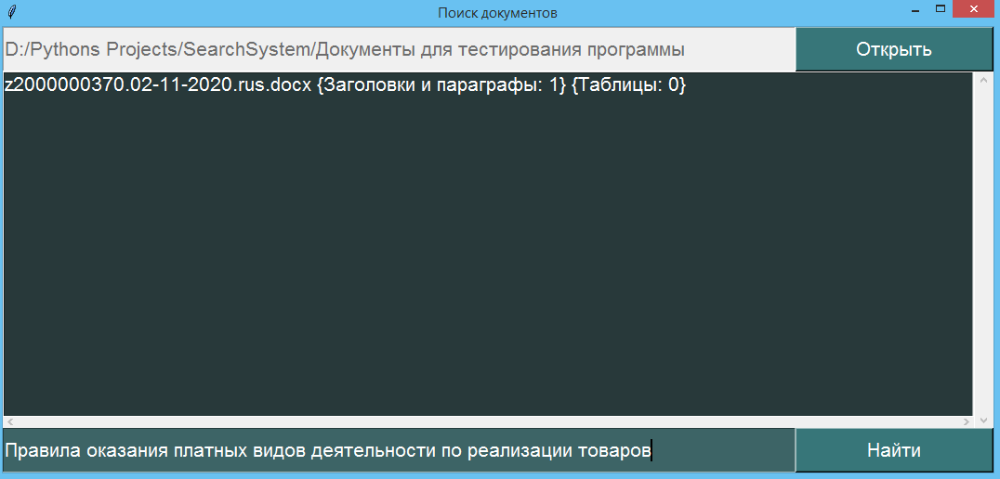 Поиск документов
D:/Pythons Projects/SearchSystem/Документы для тестирования программы
Открыть
z2000000370.02-11-2020.rus.docx {Заголовки и параграфы: 1} {Таблицы: 0}
Правила оказания платных видов деятельности по реализации товаров
Найти